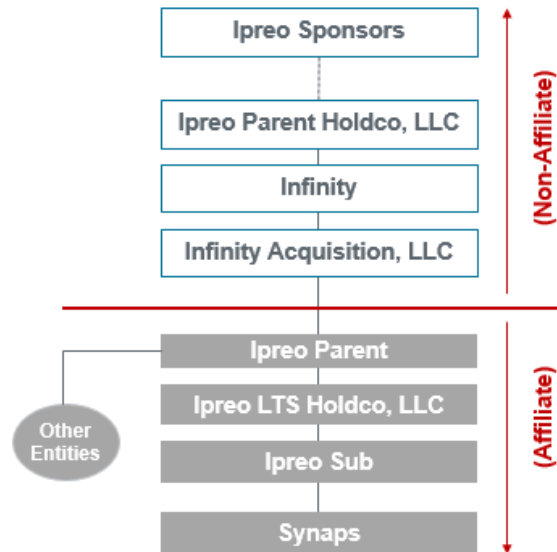 Ipreo Sponsors
Ipreo Parent Holdco, LLC
Infinity
Infinity Acquisition, LLC
(Non-Affiliate)
Ipreo Parent
Ipreo LTS Holdco, LLC
Other
Entities
Ipreo Sub
Synaps
(Affiliate)